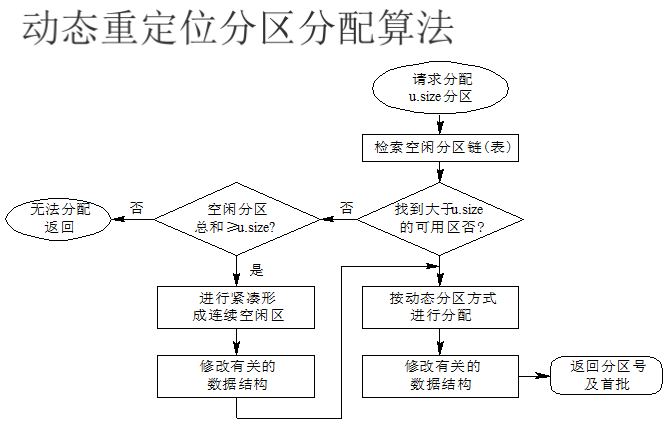 动态重定位分区分配算法
请求分配
u.size 分区
检索空闲分区链(表)
找到大于u.size
的可用区否?
否
空闲分区
总和≥u.size?
否
无法分配
返回
是
进行紧凑形
成连续空闲区
按动态分区方式
进行分配
修改有关的
数据结构
修改有关的
数据结构
返回分区号
及首批